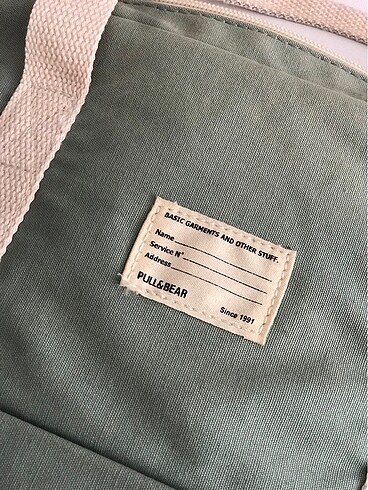 BASIC GARMENTS AND OTHER STUFF.
Name
Service N°
Address
PULL&BEAR
Since 1991